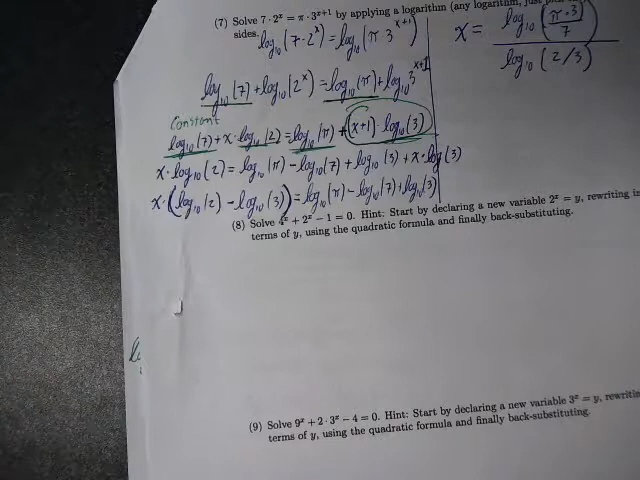 (7) Solve 7 · 2^x = π · 3^{x+1} by applying a logarithm (any logarithm, just
sides.
log₁₀(7·2^x) = log₁₀(π 3^{x+1})
log₁₀(7) + log₁₀(2^x) = log₁₀(π) + log₁₀ 3^{x+1}
Constant
log₁₀(7) + x·log₁₀(2) = log₁₀(π) + (x+1)·log₁₀(3)
x·log₁₀(2) = log₁₀(π) − log₁₀(7) + log₁₀(3) + x·log(3)
x·(log₁₀(2) − log₁₀(3)) = log₁₀(π) − log₁₀(7) + log₁₀(3)
x = log₁₀(π·3/7) / log₁₀(2/3)
(8) Solve 4^x + 2^x − 1 = 0. Hint: Start by declaring a new variable 2^x = y, rewriting in
terms of y, using the quadratic formula and finally back-substituting.
(9) Solve 9^x + 2 · 3^x − 4 = 0. Hint: Start by declaring a new variable 3^x = y,
terms of y, using the quadratic formula and finally back-substituting.